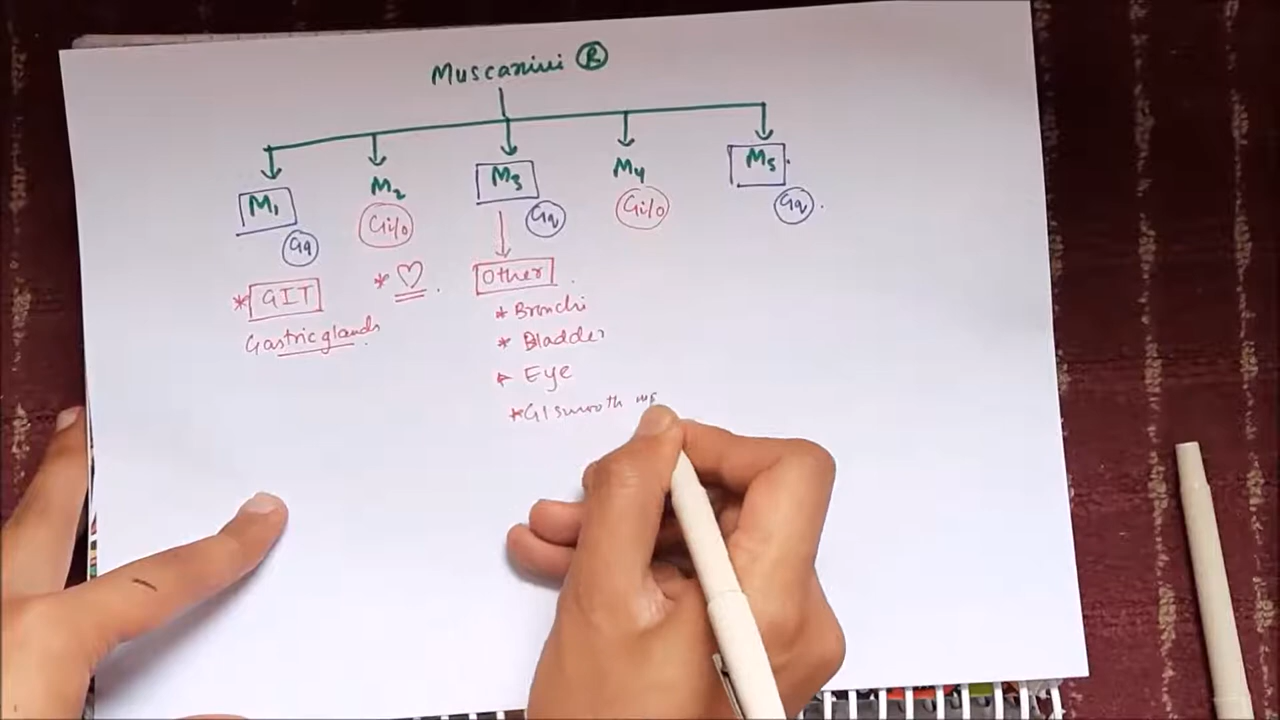 Muscarinic R
M1 M2 M3 M4 M5
Gq Gi/o Gq Gi/o Gq
* GIT * ♡ Other
Gastric glands * Bronchi
* Bladder
* Eye
* GI smooth